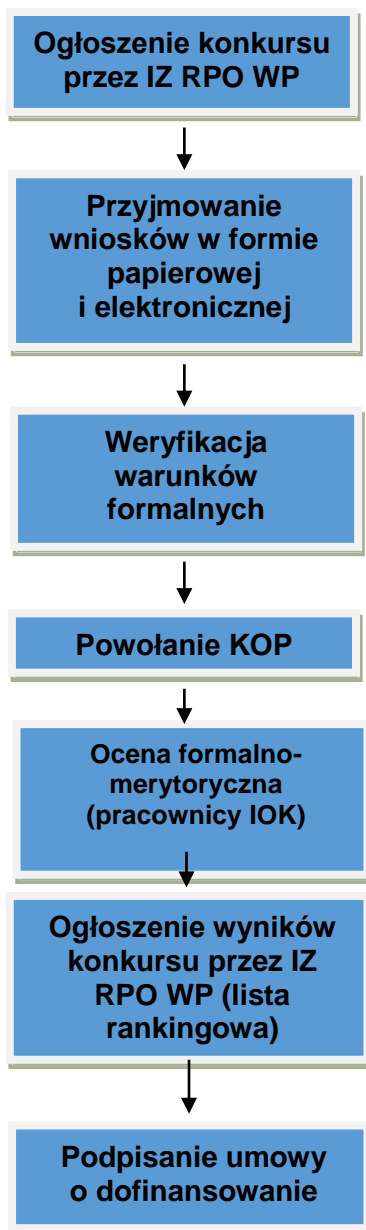 Ogłoszenie konkursu
przez IZ RPO WP
Przyjmowanie
wniosków w formie
papierowej
i elektronicznej
Weryfikacja
warunków
formalnych
Powołanie KOP
Ocena formalno-
merytoryczna
(pracownicy IOK)
Ogłoszenie wyników
konkursu przez IZ
RPO WP (lista
rankingowa)
Podpisanie umowy
o dofinansowanie